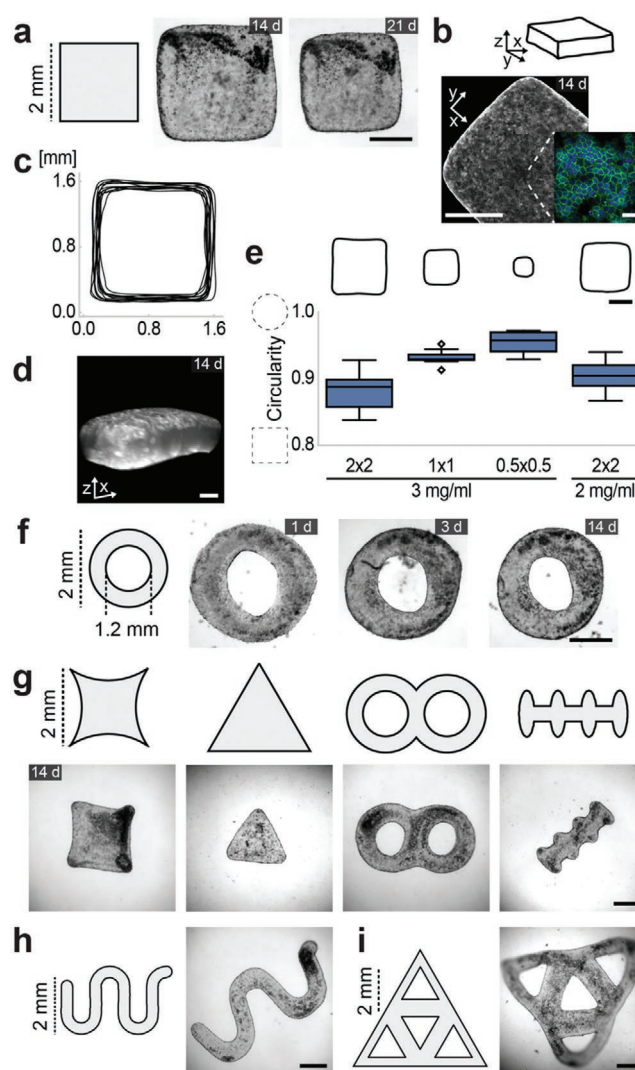 a
2 mm
14 d
21 d
b
z x
y
14 d
y
x
c
[mm]
1.6
0.8
0.0
0.0 0.8 1.6
d
14 d
z x
e
Circularity
1.0
0.9
0.8
2x2 1x1 0.5x0.5 2x2
3 mg/ml 2 mg/ml
f
2 mm
1.2 mm
1 d
3 d
14 d
g
2 mm
14 d
h
2 mm
i
2 mm